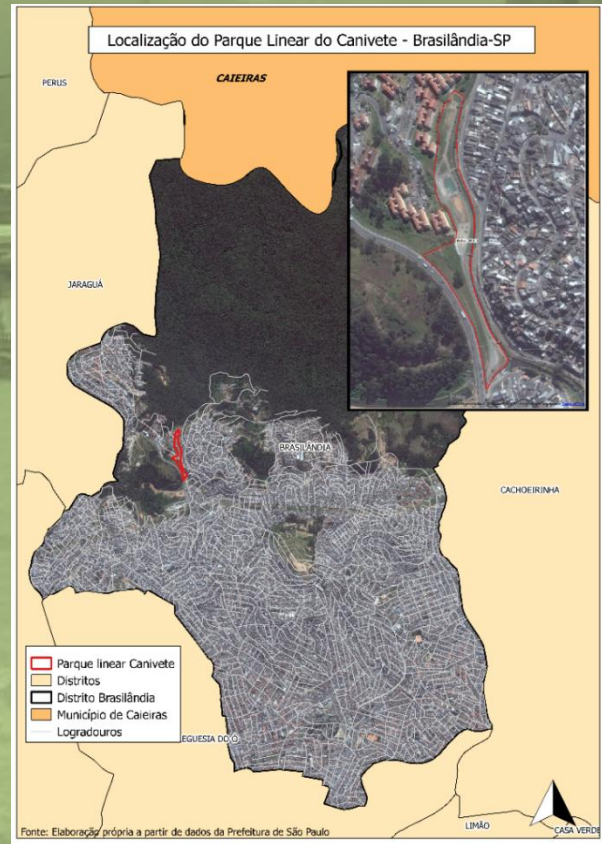 Localização do Parque Linear do Canivete - Brasilândia-SP
PERUS
CAIEIRAS
JARAGUÁ
BRASILÂNDIA
CACHOEIRINHA
Parque linear Canivete
Distritos
Distrito Brasilândia
Município de Caieiras
Logradouros
EGUESIA DO Ó
LIMÃO
CASA VERDE
Fonte: Elaboração própria a partir de dados da Prefeitura de São Paulo